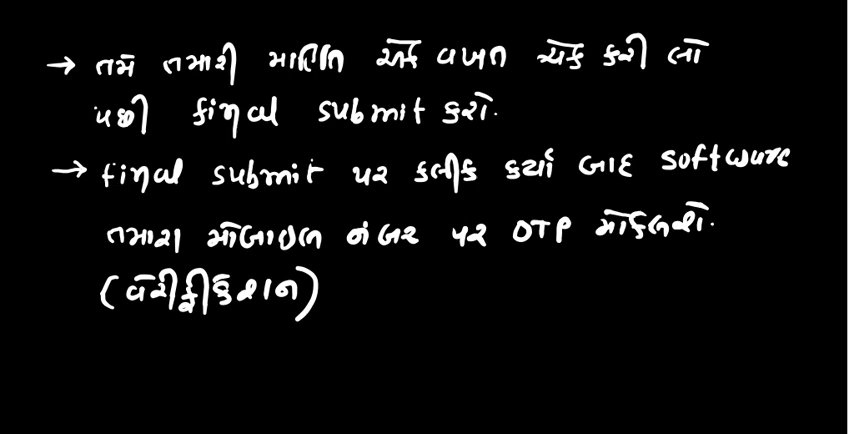 → તમે તમારી માહિતિ એક વખત ચેક કરી લો
પછી final submit કરો.
→ final submit પર કલીક કર્યા બાદ software
તમારા મોબાઇલ નંબર પર OTP મોકલશે.
(વેરીફીકેશન)